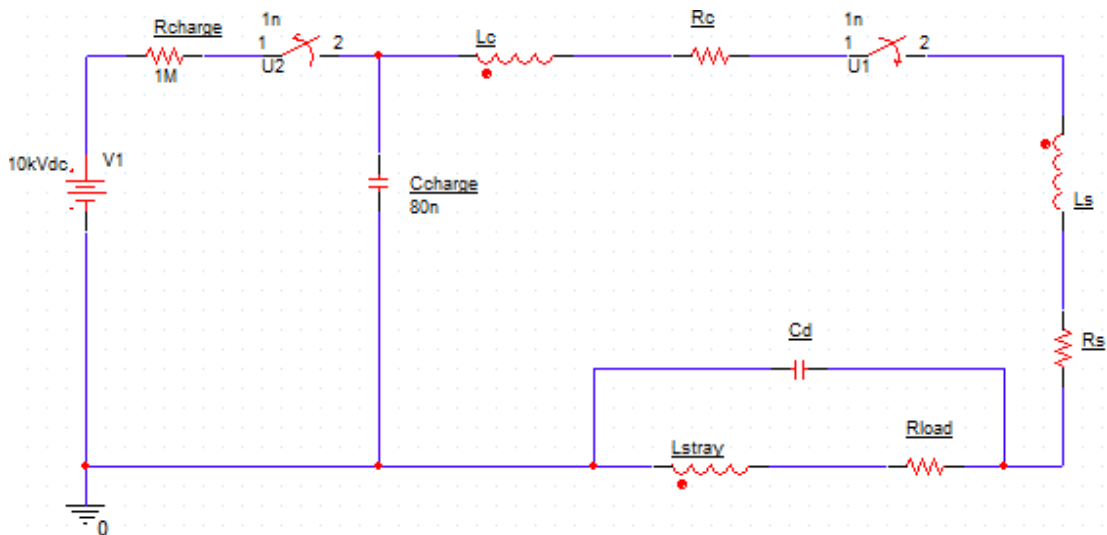 Rcharge
1M
1n
1 2
U2
Lc
Rc
1n
1 2
U1
10kVdc
V1
Ccharge
80n
Ls
Rs
Cd
Lstray
Rload
0